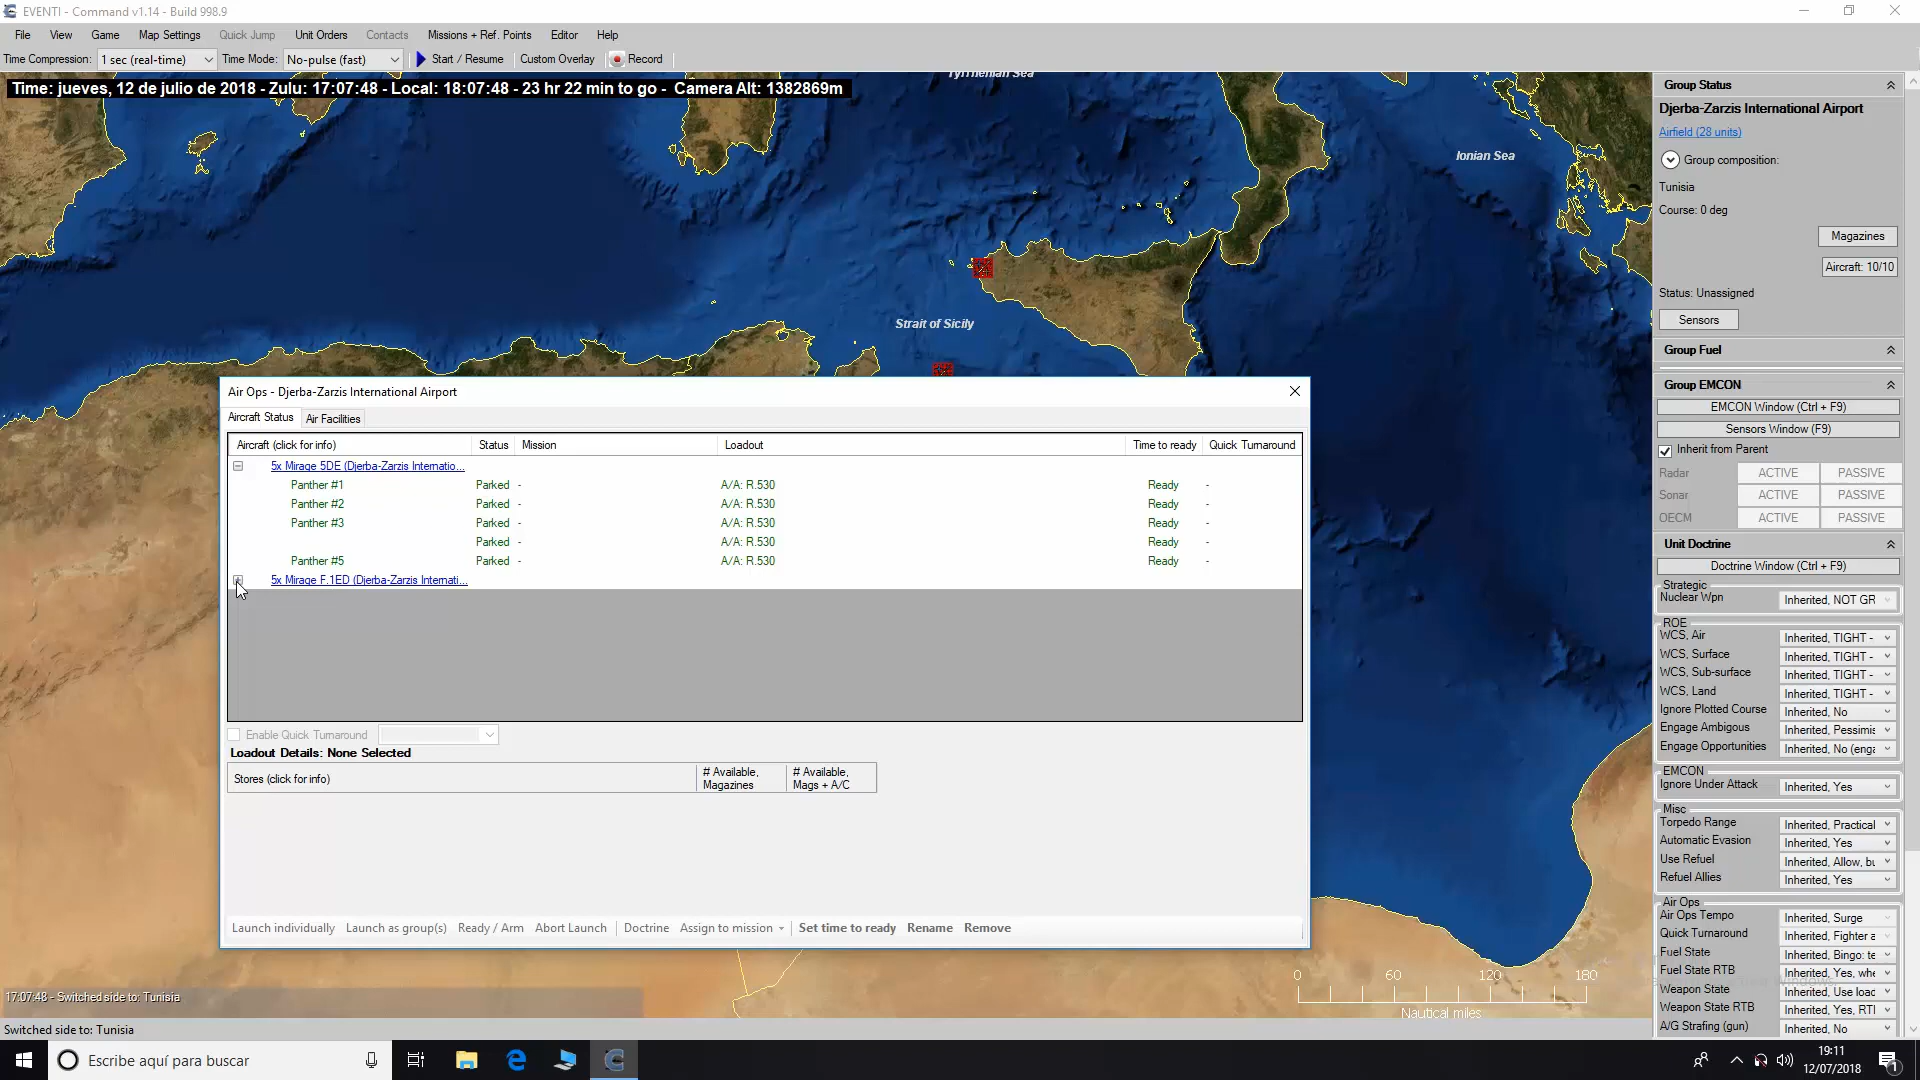 EVENTI - Command v1.14 - Build 998.9
File View Game Map Settings Quick Jump Unit Orders Contacts Missions + Ref. Points Editor Help
Time Compression: 1 sec (real-time) Time Mode: No-pulse (fast) Start / Resume Custom Overlay Record
Time: jueves, 12 de julio de 2018 - Zulu: 17:07:48 - Local: 18:07:48 - 23 hr 22 min to go - Camera Alt: 1382869m
Tyrrhenian Sea
Ionian Sea
Strait of Sicily
Air Ops - Djerba-Zarzis International Airport
Aircraft Status Air Facilities
Aircraft (click for info) Status Mission Loadout Time to ready Quick Turnaround
5x Mirage 5DE (Djerba-Zarzis Internatio...
Panther #1 Parked - A/A: R.530 Ready -
Panther #2 Parked - A/A: R.530 Ready -
Panther #3 Parked - A/A: R.530 Ready -
Parked - A/A: R.530 Ready -
Panther #5 Parked - A/A: R.530 Ready -
5x Mirage F.1ED (Djerba-Zarzis Internati...
Enable Quick Turnaround
Loadout Details: None Selected
Stores (click for info) # Available, Magazines # Available, Mags + A/C
Launch individually Launch as group(s) Ready / Arm Abort Launch Doctrine Assign to mission Set time to ready Rename Remove
0 60 120 180
Nautical miles
17:07:48 - Switched side to: Tunisia
Switched side to: Tunisia
Group Status
Djerba-Zarzis International Airport
Airfield (28 units)
Group composition:
Tunisia
Course: 0 deg
Magazines
Aircraft: 10/10
Status: Unassigned
Sensors
Group Fuel
Group EMCON
EMCON Window (Ctrl + F9)
Sensors Window (F9)
Inherit from Parent
Radar ACTIVE PASSIVE
Sonar ACTIVE PASSIVE
OECM ACTIVE PASSIVE
Unit Doctrine
Doctrine Window (Ctrl + F9)
Strategic
Nuclear Wpn Inherited, NOT GR
ROE
WCS, Air Inherited, TIGHT -
WCS, Surface Inherited, TIGHT -
WCS, Sub-surface Inherited, TIGHT -
WCS, Land Inherited, TIGHT -
Ignore Plotted Course Inherited, No
Engage Ambigous Inherited, Pessimis
Engage Opportunities Inherited, No (enga
EMCON
Ignore Under Attack Inherited, Yes
Misc
Torpedo Range Inherited, Practical
Automatic Evasion Inherited, Yes
Use Refuel Inherited, Allow, bu
Refuel Allies Inherited, Yes
Air Ops
Air Ops Tempo Inherited, Surge
Quick Turnaround Inherited, Fighter a
Fuel State Inherited, Bingo: te
Fuel State RTB Inherited, Yes, whe
Weapon State Inherited, Use load
Weapon State RTB Inherited, Yes, RTI
A/G Strafing (gun) Inherited, No
Escribe aquí para buscar
19:11
12/07/2018
1